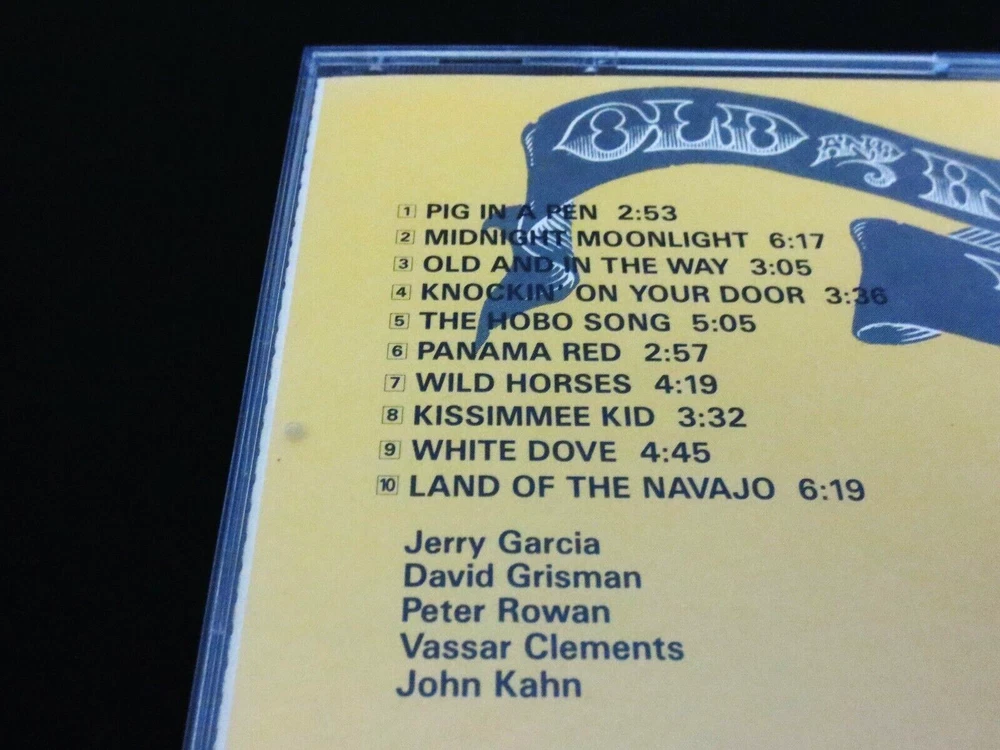 OLD AND IN
1 PIG IN A PEN 2:53
2 MIDNIGHT MOONLIGHT 6:17
3 OLD AND IN THE WAY 3:05
4 KNOCKIN' ON YOUR DOOR 3:36
5 THE HOBO SONG 5:05
6 PANAMA RED 2:57
7 WILD HORSES 4:19
8 KISSIMMEE KID 3:32
9 WHITE DOVE 4:45
10 LAND OF THE NAVAJO 6:19
Jerry Garcia
David Grisman
Peter Rowan
Vassar Clements
John Kahn